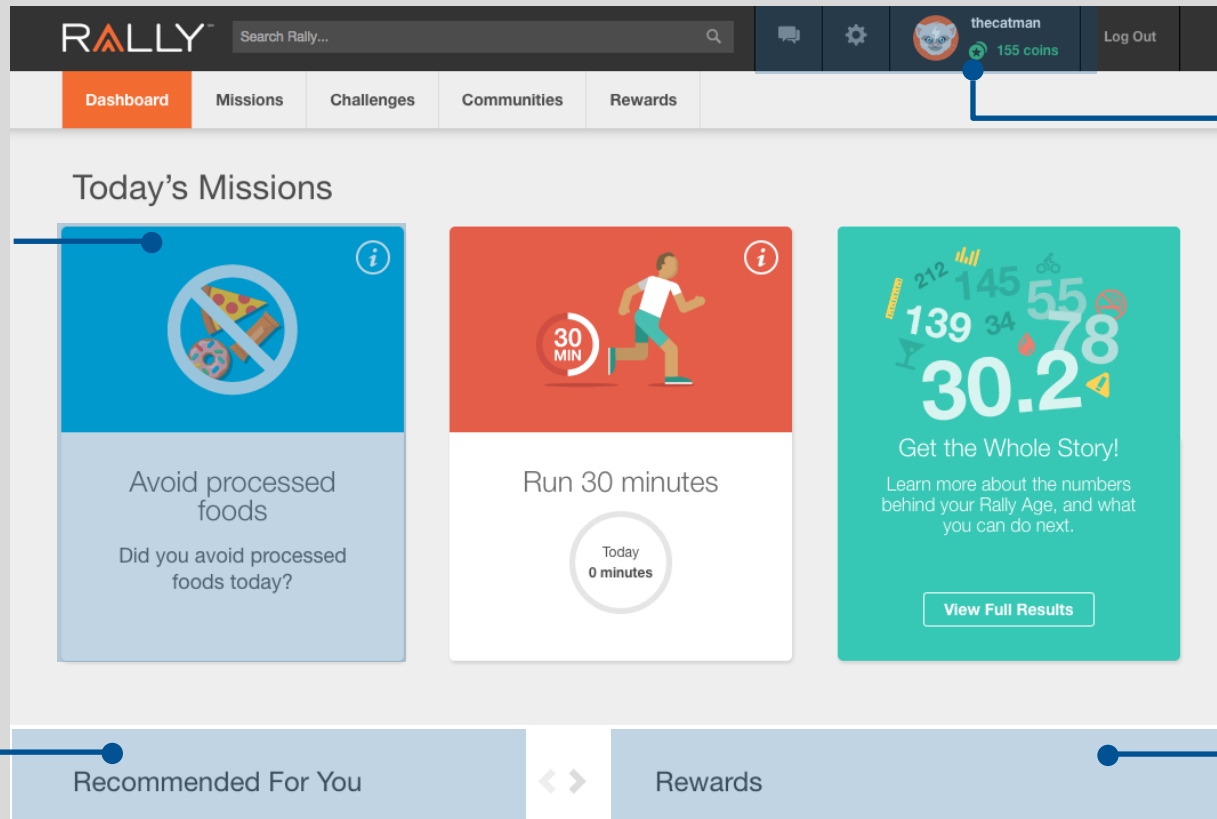 RALLY™
Search Rally...
thecatman
155 coins
Log Out
Dashboard
Missions
Challenges
Communities
Rewards
Today's Missions
30
MIN
212
145
55
139
34
78
30.2
Avoid processed
foods
Did you avoid processed
foods today?
Run 30 minutes
Today
0 minutes
Get the Whole Story!
Learn more about the numbers
behind your Rally Age, and what
you can do next.
View Full Results
Recommended For You
Rewards